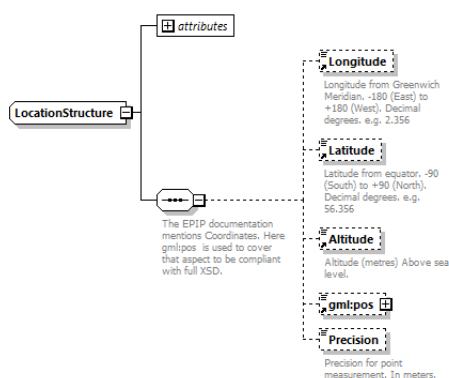 attributes
LocationStructure
The EPIP documentation
mentions Coordinates. Here
gml:pos is used to cover
that aspect to be compliant
with full XSD.
Longitude
Longitude from Greenwich
Meridian. -180 (East) to
+180 (West). Decimal
degrees. e.g. 2.356
Latitude
Latitude from equator. -90
(South) to +90 (North).
Decimal degrees. e.g.
56.356
Altitude
Altitude (metres) Above sea
level.
gml:pos
Precision
Precision for point
measurement. In meters.